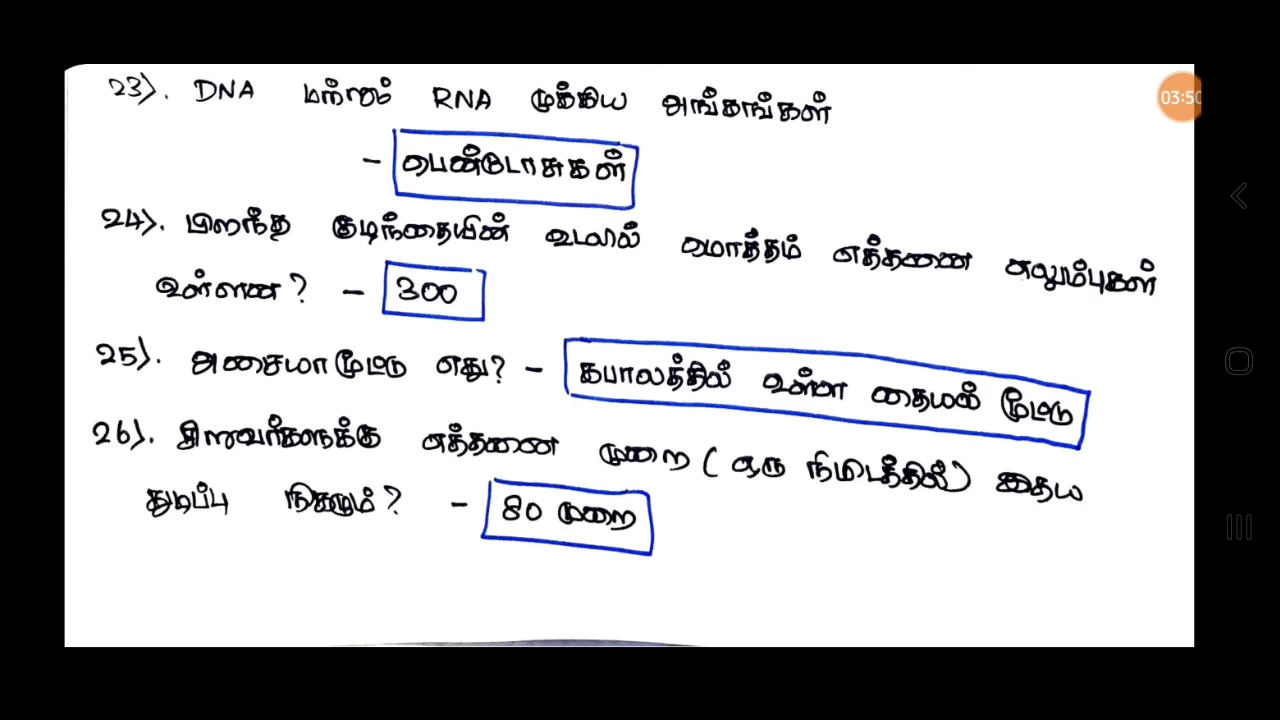 23). DNA மற்றும் RNA முக்கிய அங்கங்கள்
- பெண்டோசுகள்
24). பிறந்த குழந்தையின் உடலில் மொத்தம் எத்தனை எலும்புகள்
உள்ளன? - 300
25). அசையா மூட்டு எது? - கபாலத்தில் உள்ள தையல் மூட்டு
26). சிறுவர்களுக்கு எத்தனை முறை (ஒரு நிமிடத்தில்) இதய
துடிப்பு நிகழும்? - 80 முறை
03:50